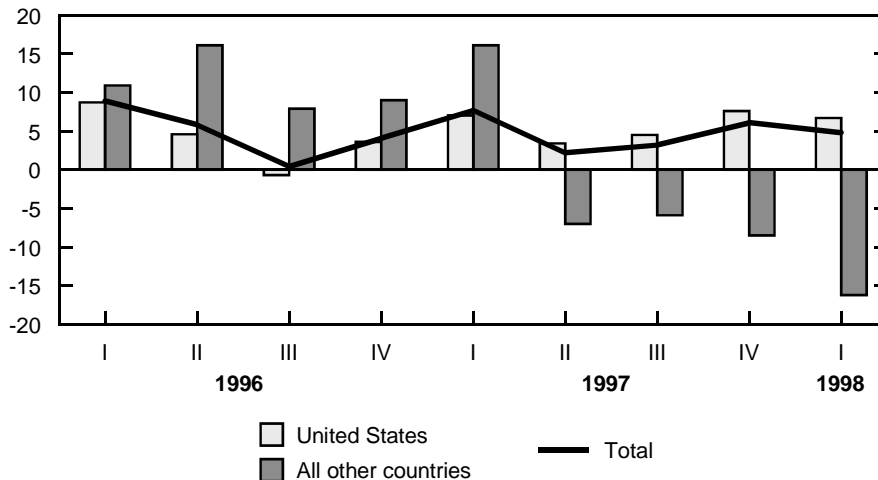 20
15
10
5
0
-5
-10
-15
-20
I II III IV I II III IV I
1996 1997 1998
United States
All other countries
Total